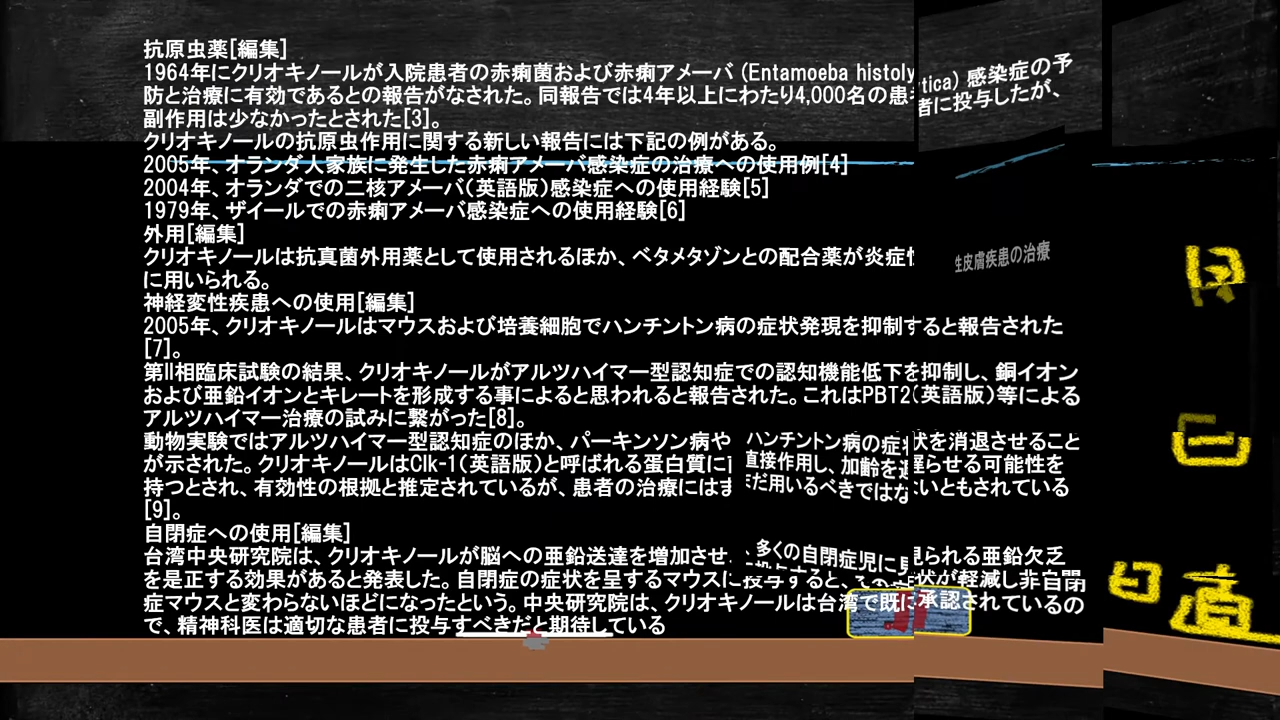 抗原虫薬[編集]
1964年にクリオキノールが入院患者の赤痢菌および赤痢アメーバ (Entamoeba histolytica) 感染症の予
防と治療に有効であるとの報告がなされた。同報告では4年以上にわたり4,000名の患者に投与したが、
副作用は少なかったとされた[3]。
クリオキノールの抗原虫作用に関する新しい報告には下記の例がある。
2005年、オランダ人家族に発生した赤痢アメーバ感染症の治療への使用例[4]
2004年、オランダでの二核アメーバ(英語版)感染症への使用経験[5]
1979年、ザイールでの赤痢アメーバ感染症への使用経験[6]
外用[編集]
クリオキノールは抗真菌外用薬として使用されるほか、ベタメタゾンとの配合薬が炎症性皮膚疾患の治療
に用いられる。
神経変性疾患への使用[編集]
2005年、クリオキノールはマウスおよび培養細胞でハンチントン病の症状発現を抑制すると報告された
[7]。
第II相臨床試験の結果、クリオキノールがアルツハイマー型認知症での認知機能低下を抑制し、銅イオン
および亜鉛イオンとキレートを形成する事によると思われると報告された。これはPBT2(英語版)等による
アルツハイマー治療の試みに繋がった[8]。
動物実験ではアルツハイマー型認知症のほか、パーキンソン病やハンチントン病の症状を消退させること
が示された。クリオキノールはClk-1(英語版)と呼ばれる蛋白質に直接作用し、加齢を遅らせる可能性を
持つとされ、有効性の根拠と推定されているが、患者の治療にはまだ用いるべきではないともされている
[9]。
自閉症への使用[編集]
台湾中央研究院は、クリオキノールが脳への亜鉛送達を増加させ、多くの自閉症児に見られる亜鉛欠乏
を是正する効果があると発表した。自閉症の症状を呈するマウスに投与すると、その症状が軽減し非自閉
症マウスと変わらないほどになったという。中央研究院は、クリオキノールは台湾で既に承認されているの
で、精神科医は適切な患者に投与すべきだと期待している